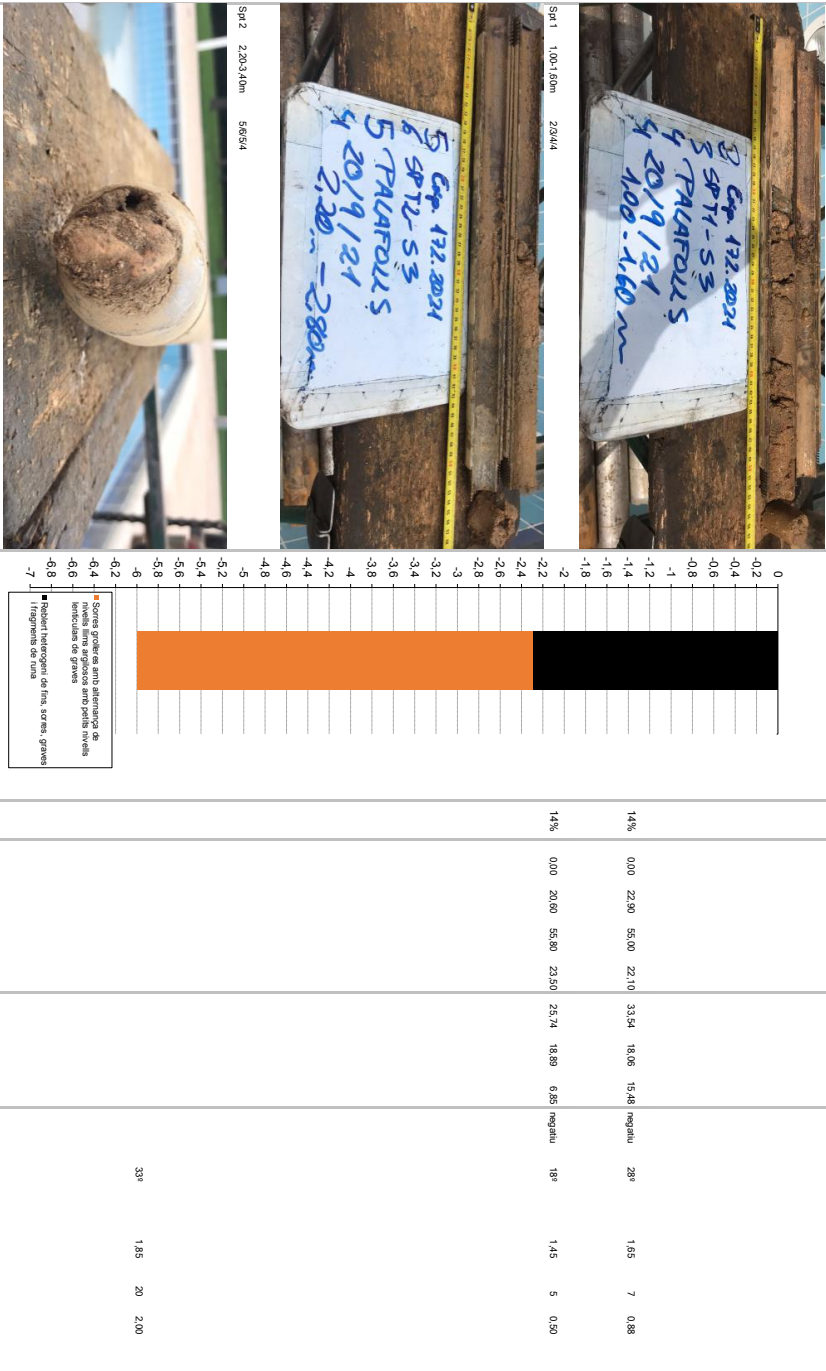 2 Exp. 172.2021
3 SPT1-S3
4 PALAFOLLS
4 20/9/21
1.00-1.60 m
Spt 1 1,00-1,60m 2/3/4/4
5 Exp. 172.2021
6 SPT2-S3
5 PALAFOLLS
4 20/9/21
2.20-2.80 m
Spt 2 2,20-3,40m 5/6/5/4
0
-0,2
-0,4
-0,6
-0,8
-1
-1,2
-1,4
-1,6
-1,8
-2
-2,2
-2,4
-2,6
-2,8
-3
-3,2
-3,4
-3,6
-3,8
-4
-4,2
-4,4
-4,6
-4,8
-5
-5,2
-5,4
-5,6
-5,8
-6
-6,2
-6,4
-6,6
-6,8
-7
Sorres grolleres amb alternança de
nivells llims argilosos amb petits nivells
lenticulars de graves
Reblert heterogeni de fins, sorres, graves
i fragments de runa
14% 0,00 22,90 55,00 22,10 33,54 18,06 15,48 negatiu 28º 1,65 7 0,88
14% 0,00 20,60 55,80 23,50 25,74 18,89 6,85 negatiu 18º 1,45 5 0,50
33º 1,85 20 2,00